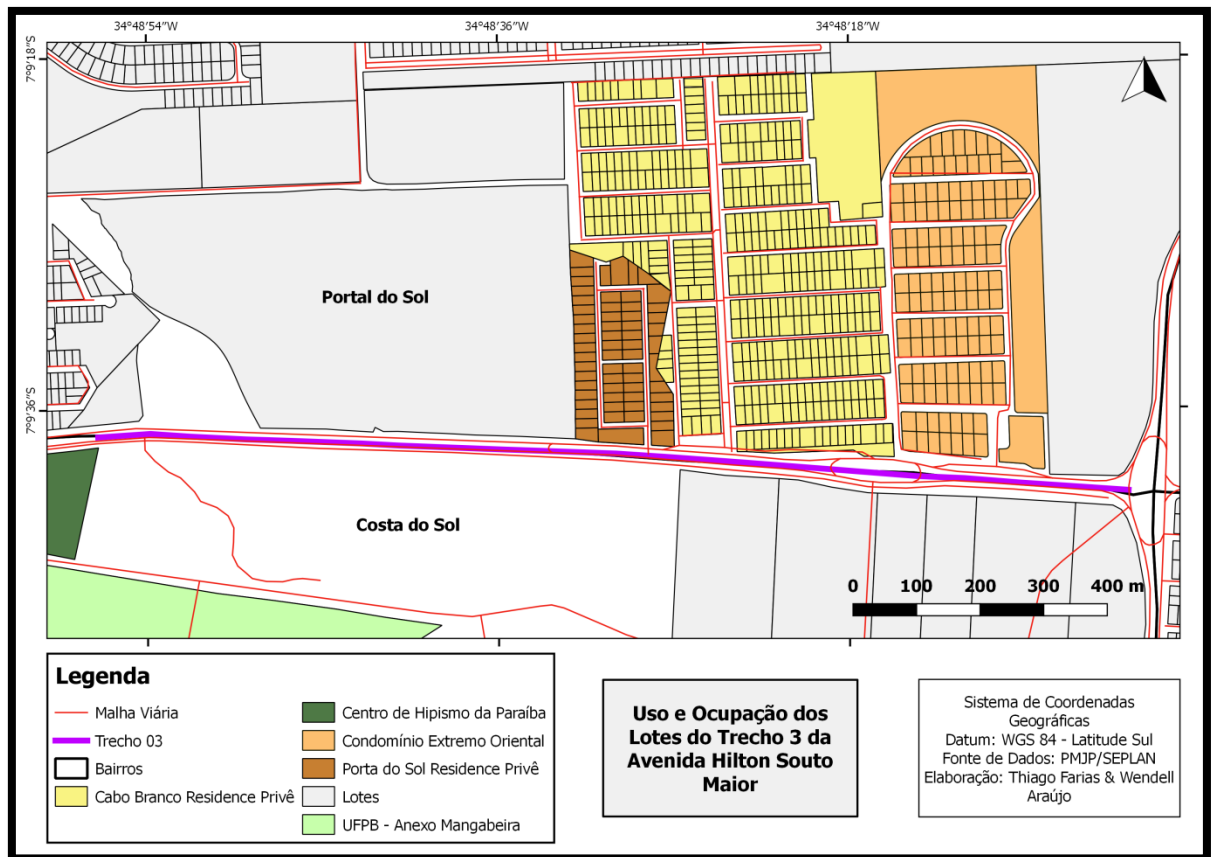 34°48'54"W
34°48'36"W
34°48'18"W
7°9'18"S
7°9'36"S
Portal do Sol
Costa do Sol
0 100 200 300 400 m
Legenda
Malha Viária
Trecho 03
Bairros
Cabo Branco Residence Privê
Centro de Hipismo da Paraíba
Condomínio Extremo Oriental
Porta do Sol Residence Privê
Lotes
UFPB - Anexo Mangabeira
Uso e Ocupação dos
Lotes do Trecho 3 da
Avenida Hilton Souto
Maior
Sistema de Coordenadas
Geográficas
Datum: WGS 84 - Latitude Sul
Fonte de Dados: PMJP/SEPLAN
Elaboração: Thiago Farias & Wendell
Araújo